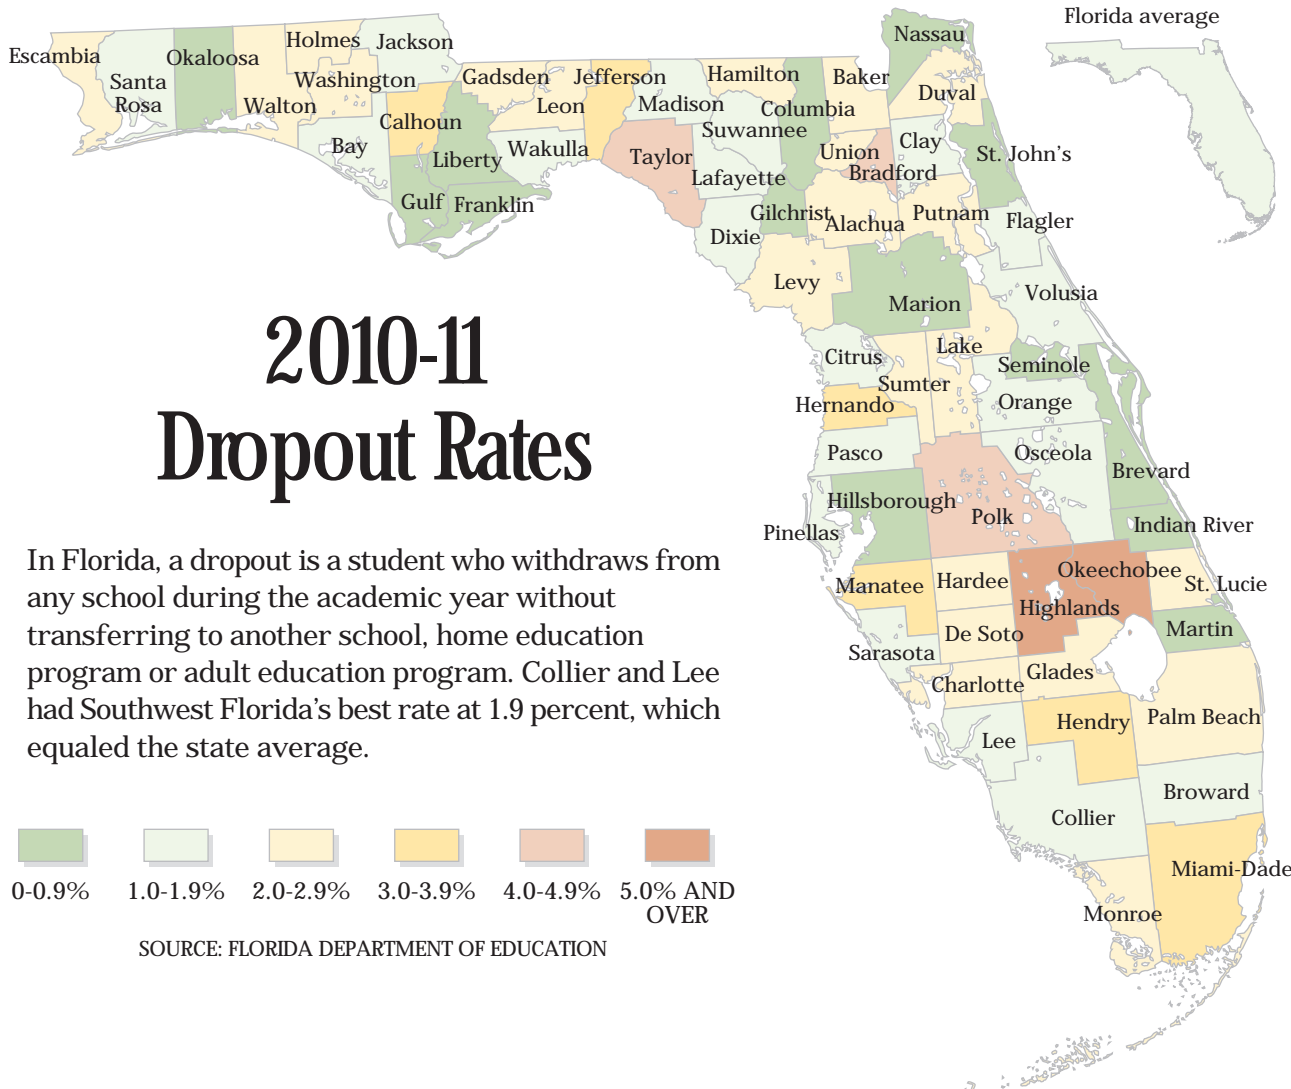 Florida average
Nassau
Escambia
Santa
Rosa
Okaloosa
Walton
Holmes
Washington
Jackson
Bay
Calhoun
Gulf
Liberty
Franklin
Gadsden
Leon
Wakulla
Jefferson
Madison
Taylor
Hamilton
Suwannee
Lafayette
Dixie
Columbia
Gilchrist
Baker
Union
Bradford
Alachua
Duval
Clay
Putnam
St. John's
Flagler
Levy
Marion
Volusia
Citrus
Sumter
Lake
Seminole
Orange
Hernando
Pasco
Osceola
Brevard
Hillsborough
Polk
Pinellas
Indian River
Manatee
Hardee
Okeechobee
St. Lucie
Highlands
De Soto
Martin
Sarasota
Charlotte
Glades
Lee
Hendry
Palm Beach
Collier
Broward
Miami-Dade
Monroe
2010-11
Dropout Rates
In Florida, a dropout is a student who withdraws from
any school during the academic year without
transferring to another school, home education
program or adult education program. Collier and Lee
had Southwest Florida’s best rate at 1.9 percent, which
equaled the state average.
0-0.9%
1.0-1.9%
2.0-2.9%
3.0-3.9%
4.0-4.9%
5.0% AND
OVER
SOURCE: FLORIDA DEPARTMENT OF EDUCATION